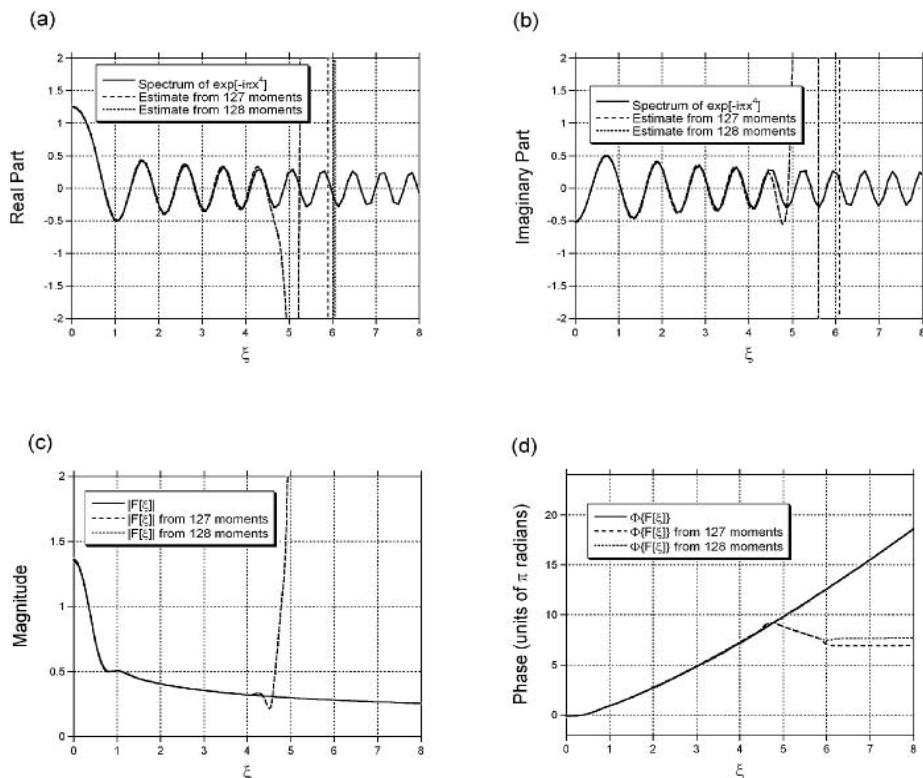 (a)
2
1.5
1
0.5
0
-0.5
-1
-1.5
-2
Real Part
Spectrum of exp[-iπx⁴]
Estimate from 127 moments
Estimate from 128 moments
0 1 2 3 4 5 6 7 8
ξ
(b)
2
1.5
1
0.5
0
-0.5
-1
-1.5
-2
Imaginary Part
Spectrum of exp[-iπx⁴]
Estimate from 127 moments
Estimate from 128 moments
0 1 2 3 4 5 6 7 8
ξ
(c)
2
1.5
1
0.5
0
Magnitude
|F[ξ]|
|F[ξ]| from 127 moments
|F[ξ]| from 128 moments
0 1 2 3 4 5 6 7 8
ξ
(d)
20
15
10
5
0
Phase (units of π radians)
Φ{F[ξ]}
Φ{F[ξ]} from 127 moments
Φ{F[ξ]} from 128 moments
0 1 2 3 4 5 6 7 8
ξ